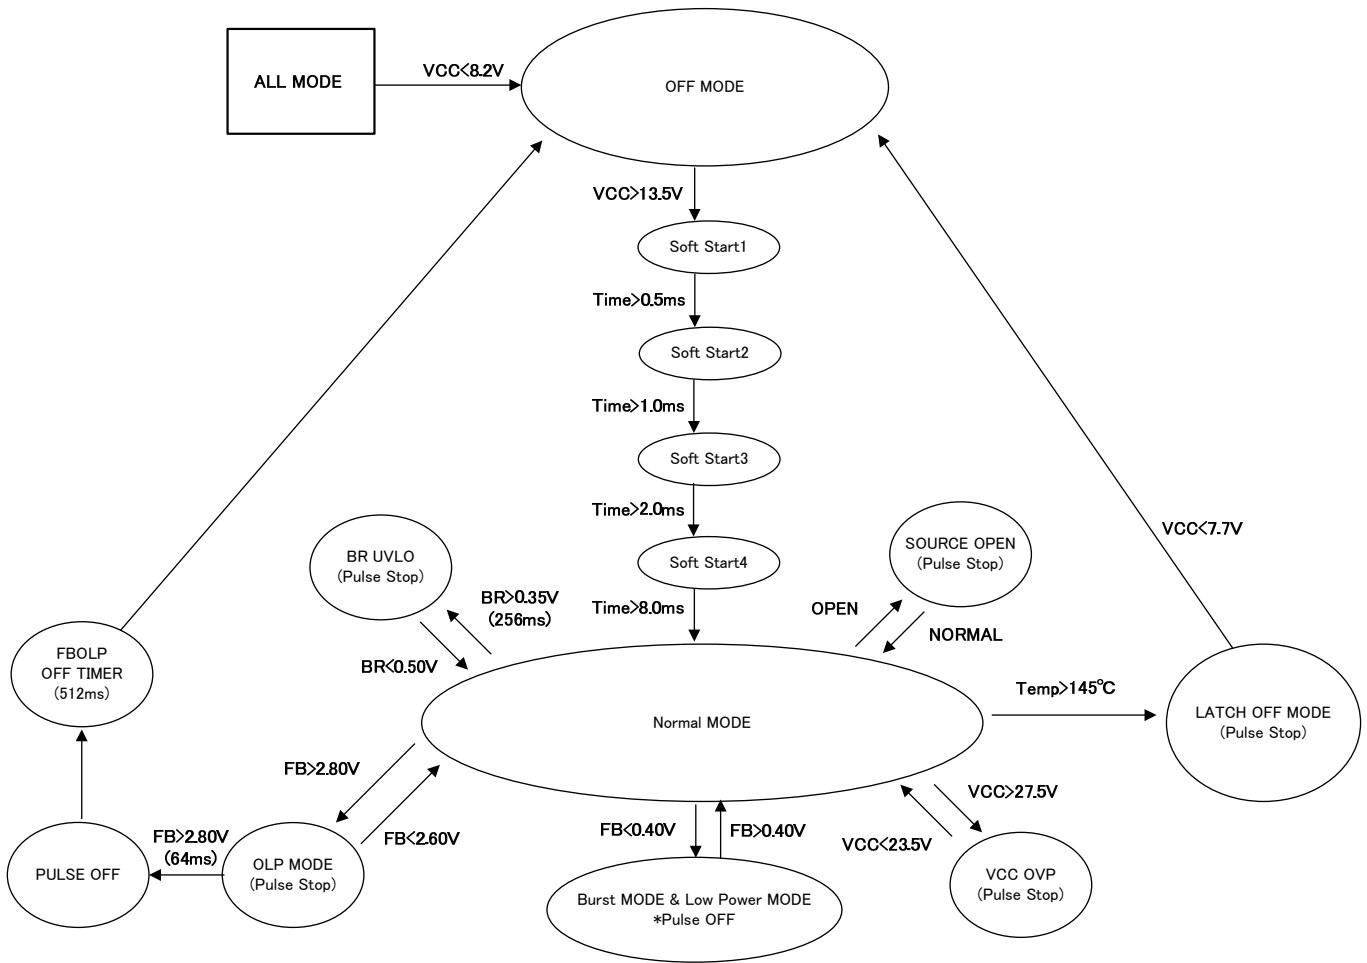 ALL MODE
VCC<8.2V
OFF MODE
VCC>13.5V
Soft Start1
Time>0.5ms
Soft Start2
Time>1.0ms
Soft Start3
Time>2.0ms
Soft Start4
Time>8.0ms
BR UVLO
(Pulse Stop)
BR>0.35V
(256ms)
BR<0.50V
SOURCE OPEN
(Pulse Stop)
OPEN
NORMAL
VCC<7.7V
FBOLP
OFF TIMER
(512ms)
Normal MODE
Temp>145℃
LATCH OFF MODE
(Pulse Stop)
FB>2.80V
FB<2.60V
FB>2.80V
(64ms)
PULSE OFF
OLP MODE
(Pulse Stop)
FB<0.40V
FB>0.40V
Burst MODE & Low Power MODE
*Pulse OFF
VCC>27.5V
VCC<23.5V
VCC OVP
(Pulse Stop)